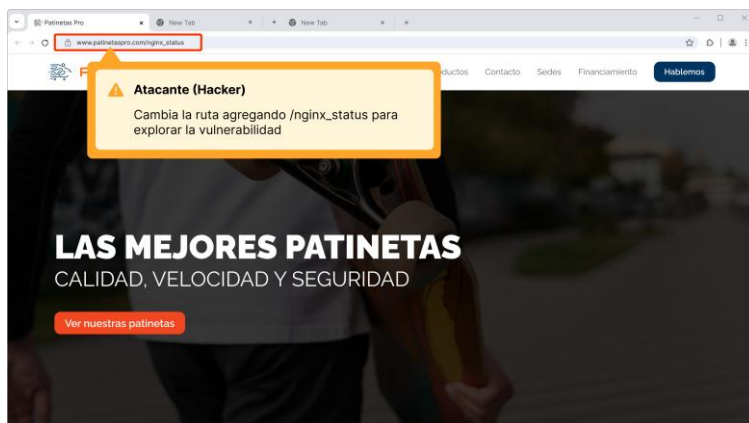 Patinetas Pro
New Tab
New Tab
www.patinetaspro.com/nginx_status
Contacto
Sedes
Financiamiento
Hablemos
Atacante (Hacker)
Cambia la ruta agregando /nginx_status para
explorar la vulnerabilidad
LAS MEJORES PATINETAS
CALIDAD, VELOCIDAD Y SEGURIDAD
Ver nuestras patinetas